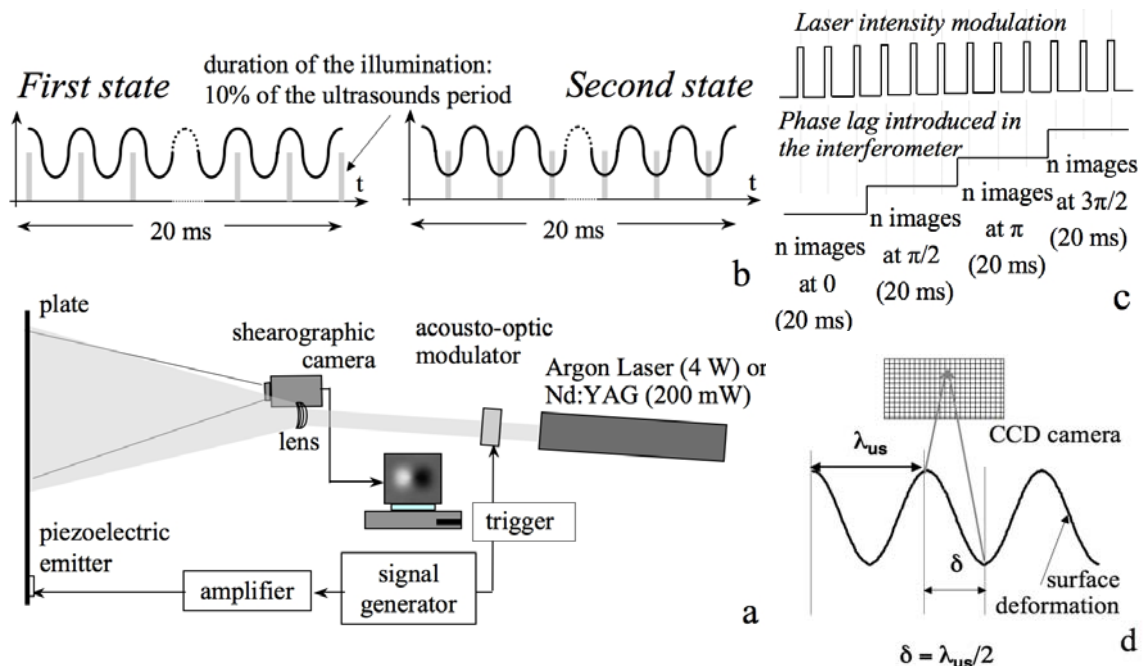 First state
duration of the illumination:
10% of the ultrasounds period
Second state
t
t
20 ms
20 ms
b
Laser intensity modulation
Phase lag introduced in
the interferometer
n images
at 0
(20 ms)
n images
at π/2
(20 ms)
n images
at π
(20 ms)
n images
at 3π/2
(20 ms)
c
plate
shearographic
camera
acousto-optic
modulator
Argon Laser (4 W) or
Nd:YAG (200 mW)
lens
trigger
piezoelectric
emitter
amplifier
signal
generator
a
CCD camera
λus
δ
surface
deformation
d
δ = λus/2